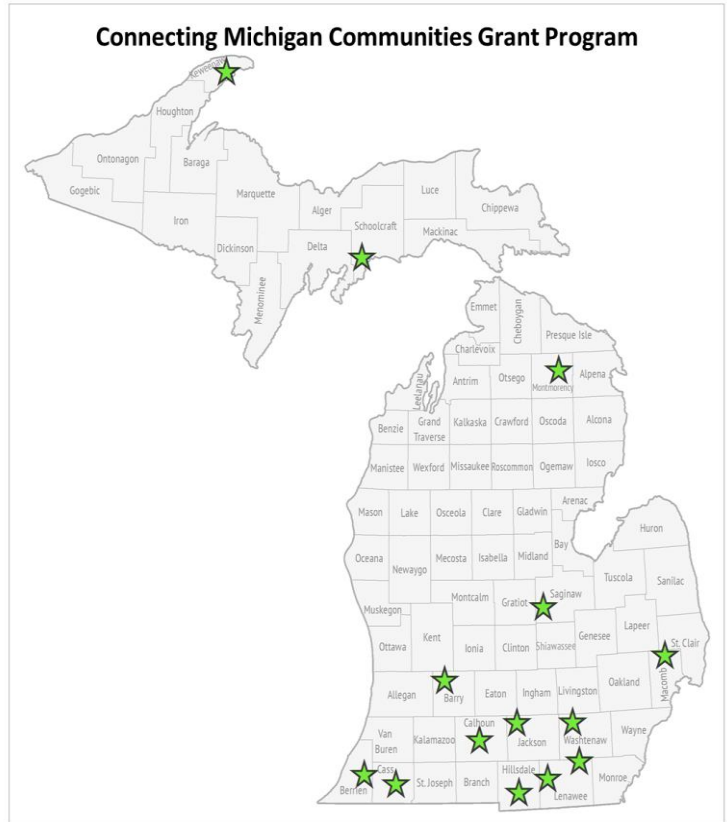 Connecting Michigan Communities Grant Program
Keweenaw
Houghton
Ontonagon
Baraga
Gogebic
Marquette
Iron
Dickinson
Menominee
Alger
Delta
Schoolcraft
Luce
Mackinac
Chippewa
Emmet
Cheboygan
Presque Isle
Charlevoix
Leelanau
Antrim
Otsego
Montmorency
Alpena
Benzie
Grand
Traverse
Kalkaska
Crawford
Oscoda
Alcona
Manistee
Wexford
Missaukee
Roscommon
Ogemaw
Iosco
Arenac
Mason
Lake
Osceola
Clare
Gladwin
Huron
Bay
Oceana
Newaygo
Mecosta
Isabella
Midland
Tuscola
Sanilac
Saginaw
Montcalm
Gratiot
Muskegon
Kent
Ottawa
Ionia
Clinton
Shiawassee
Genesee
Lapeer
St. Clair
Macomb
Allegan
Barry
Eaton
Ingham
Livingston
Oakland
Van
Buren
Kalamazoo
Calhoun
Jackson
Washtenaw
Wayne
Berrien
Cass
St. Joseph
Branch
Hillsdale
Lenawee
Monroe